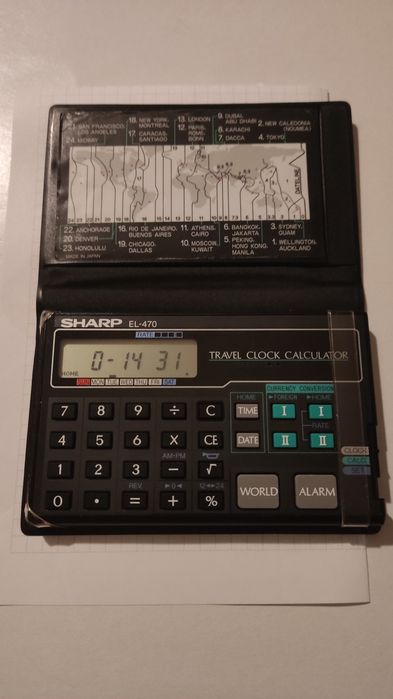 21. SAN FRANCISCO, LOS ANGELES
24. MIDWAY
18. NEW YORK, MONTREAL
17. CARACAS, SANTIAGO
13. LONDON
12. PARIS, ROME, BONN
9. DUBAI, ABU DHABI
8. KARACHI
7. DACCA
2. NEW CALEDONIA (NOUMEA)
4. TOKYO
DATELINE
22. ANCHORAGE
20. DENVER
23. HONOLULU
16. RIO DE JANEIRO, BUENOS AIRES
19. CHICAGO, DALLAS
11. ATHENS, CAIRO
10. MOSCOW, KUWAIT
6. BANGKOK, JAKARTA
5. PEKING, HONG KONG, MANILA
3. SYDNEY, GUAM
1. WELLINGTON, AUCKLAND
MADE IN JAPAN
SHARP EL-470
DATE
0-14 31
HOME
SUN MON TUE WED THU FRI SAT
TRAVEL CLOCK CALCULATOR
HOME
CURRENCY CONVERSION
►FOREIGN ►HOME
7 8 9 ÷ C TIME I I
RATE
4 5 6 X CE DATE II II
AM•PM
1 2 3 − √ WORLD ALARM
REV. ►0◄ 12◄►24
0 • = + %
CLOCK
CALC
SET